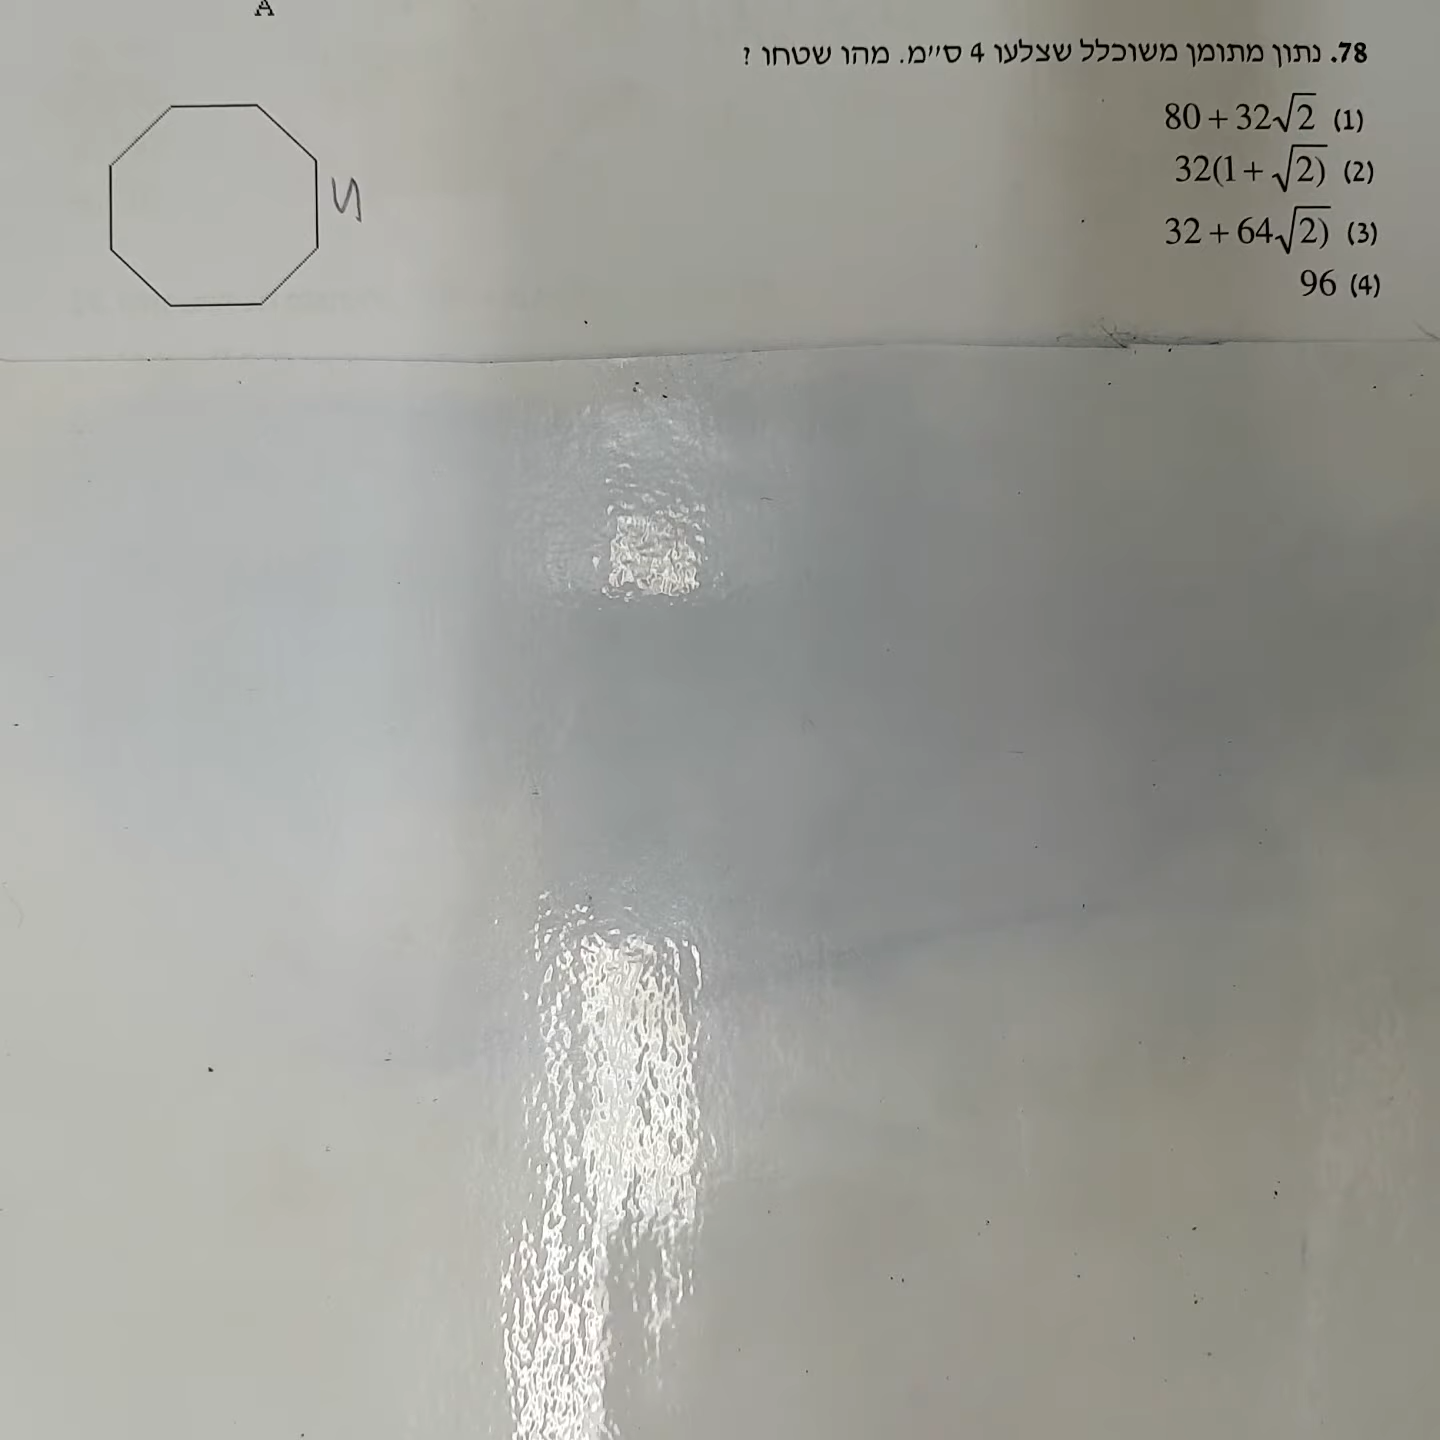 A
78. נתון מתומן משוכלל שצלעו 4 ס״מ. מהו שטחו ?
(1) 80 + 32√2
(2) 32(1 + √2)
(3) 32 + 64√2)
(4) 96